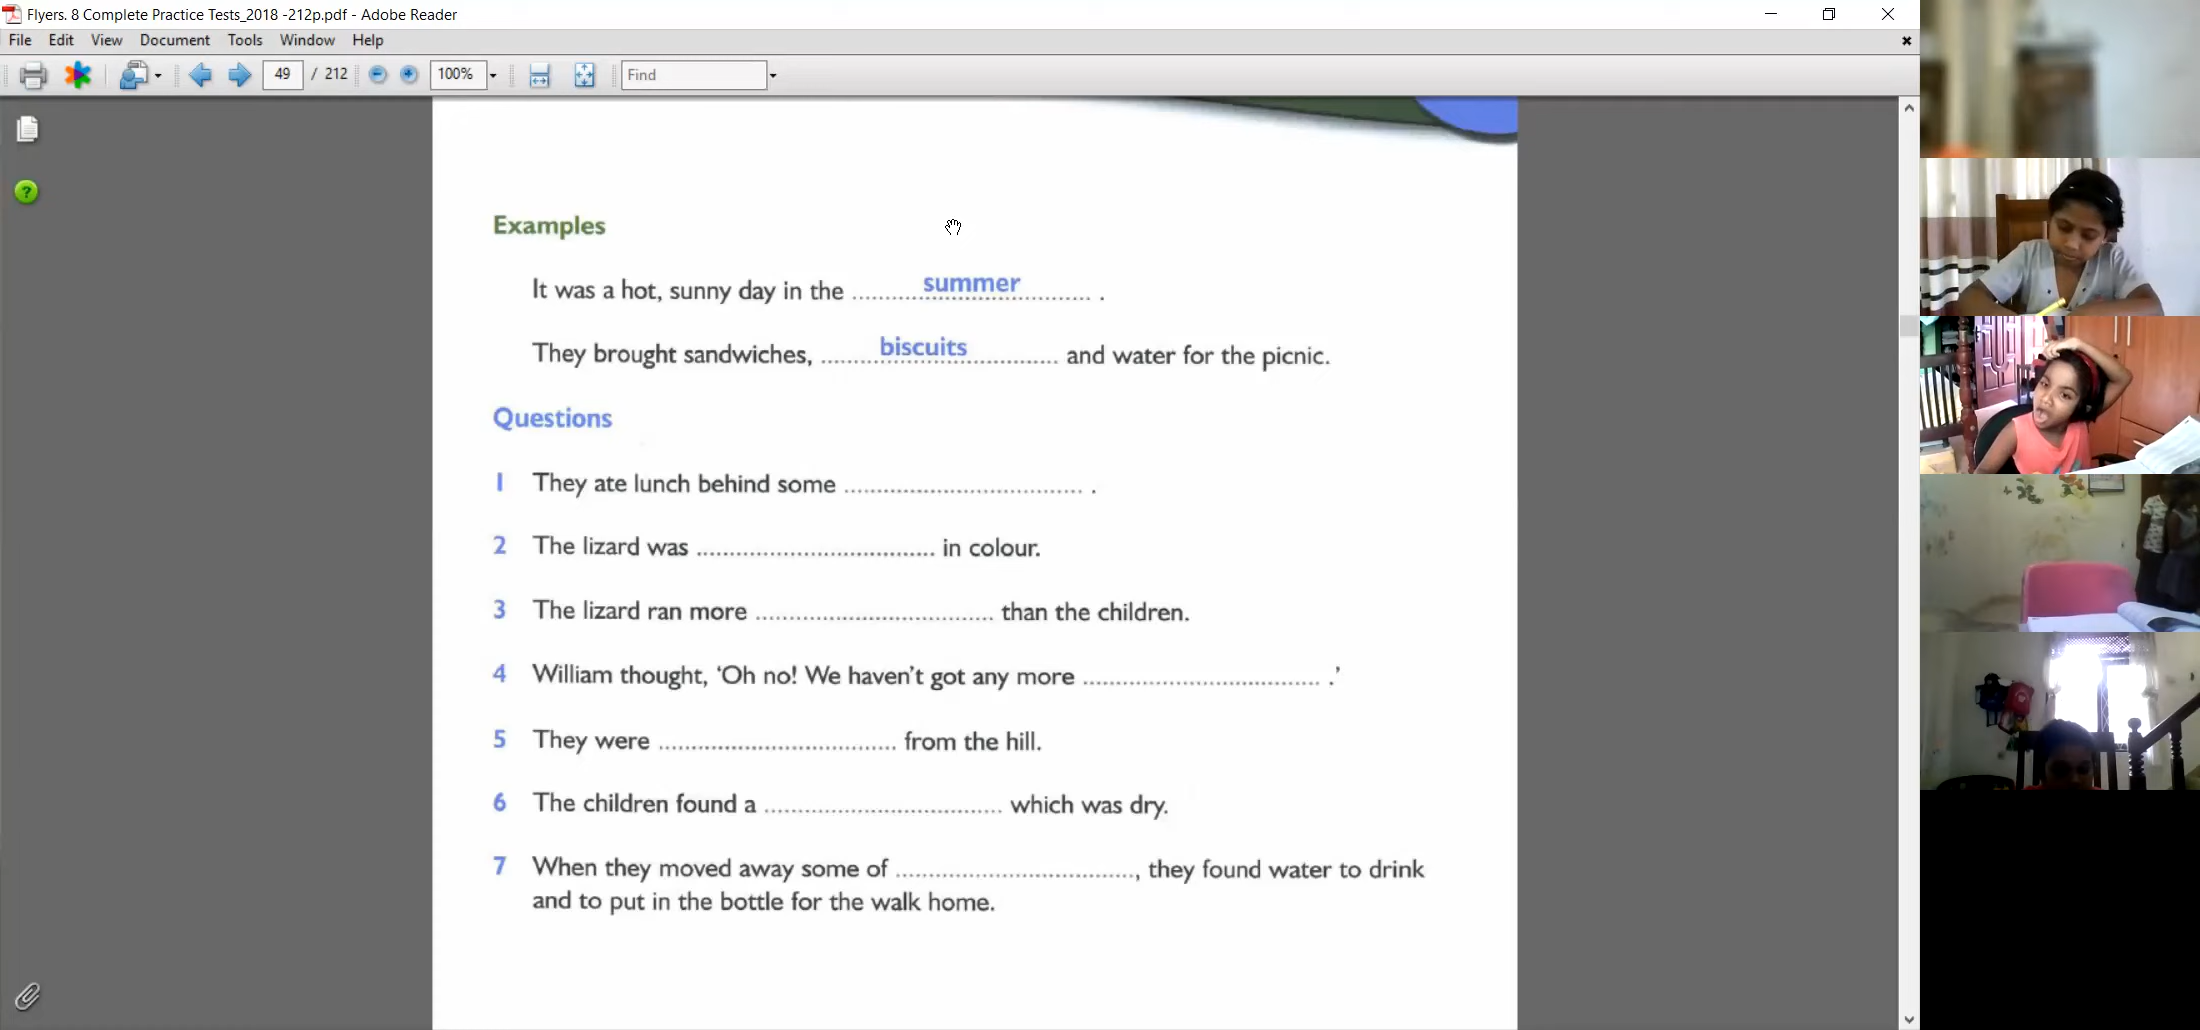 Flyers. 8 Complete Practice Tests_2018 -212p.pdf - Adobe Reader
File Edit View Document Tools Window Help
49 / 212 100% Find
Examples
It was a hot, sunny day in the ........ summer ........ .
They brought sandwiches, ........ biscuits ........ and water for the picnic.
Questions
1 They ate lunch behind some .................................... .
2 The lizard was .................................... in colour.
3 The lizard ran more .................................... than the children.
4 William thought, ‘Oh no! We haven’t got any more .................................... .’
5 They were .................................... from the hill.
6 The children found a .................................... which was dry.
7 When they moved away some of ...................................., they found water to drink
and to put in the bottle for the walk home.